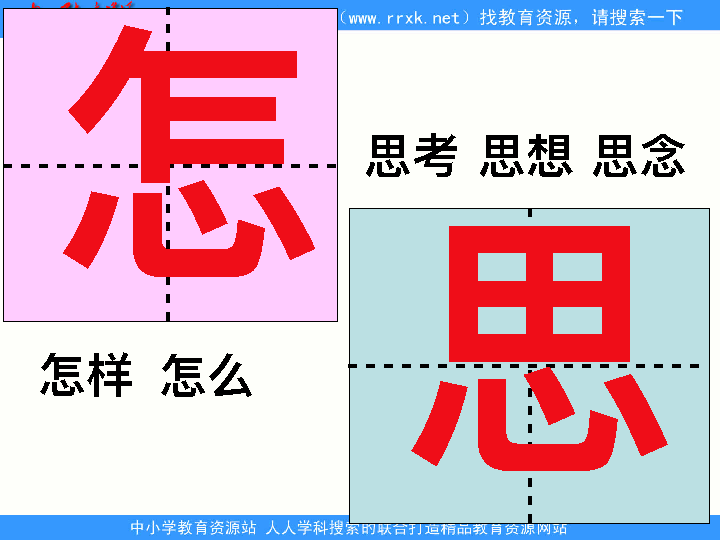 （www.rrxk.net）找教育资源，请搜索一下
怎
思考 思想 思念
思
怎样 怎么
中小学教育资源站 人人学科搜索的联合打造精品教育资源网站